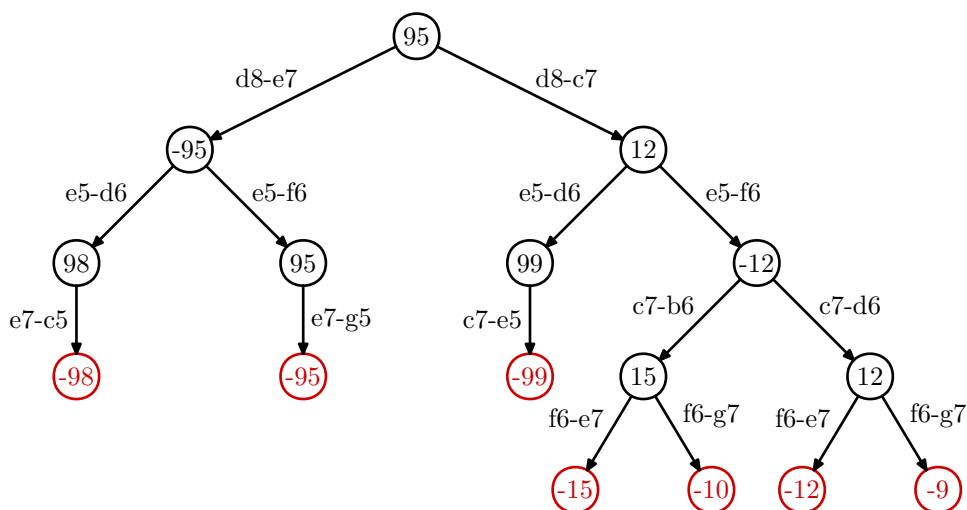 95
d8-e7
d8-c7
-95
12
e5-d6
e5-f6
e5-d6
e5-f6
98
95
99
-12
e7-c5
e7-g5
c7-e5
c7-b6
c7-d6
-98
-95
-99
15
12
f6-e7
f6-g7
f6-e7
f6-g7
-15
-10
-12
-9